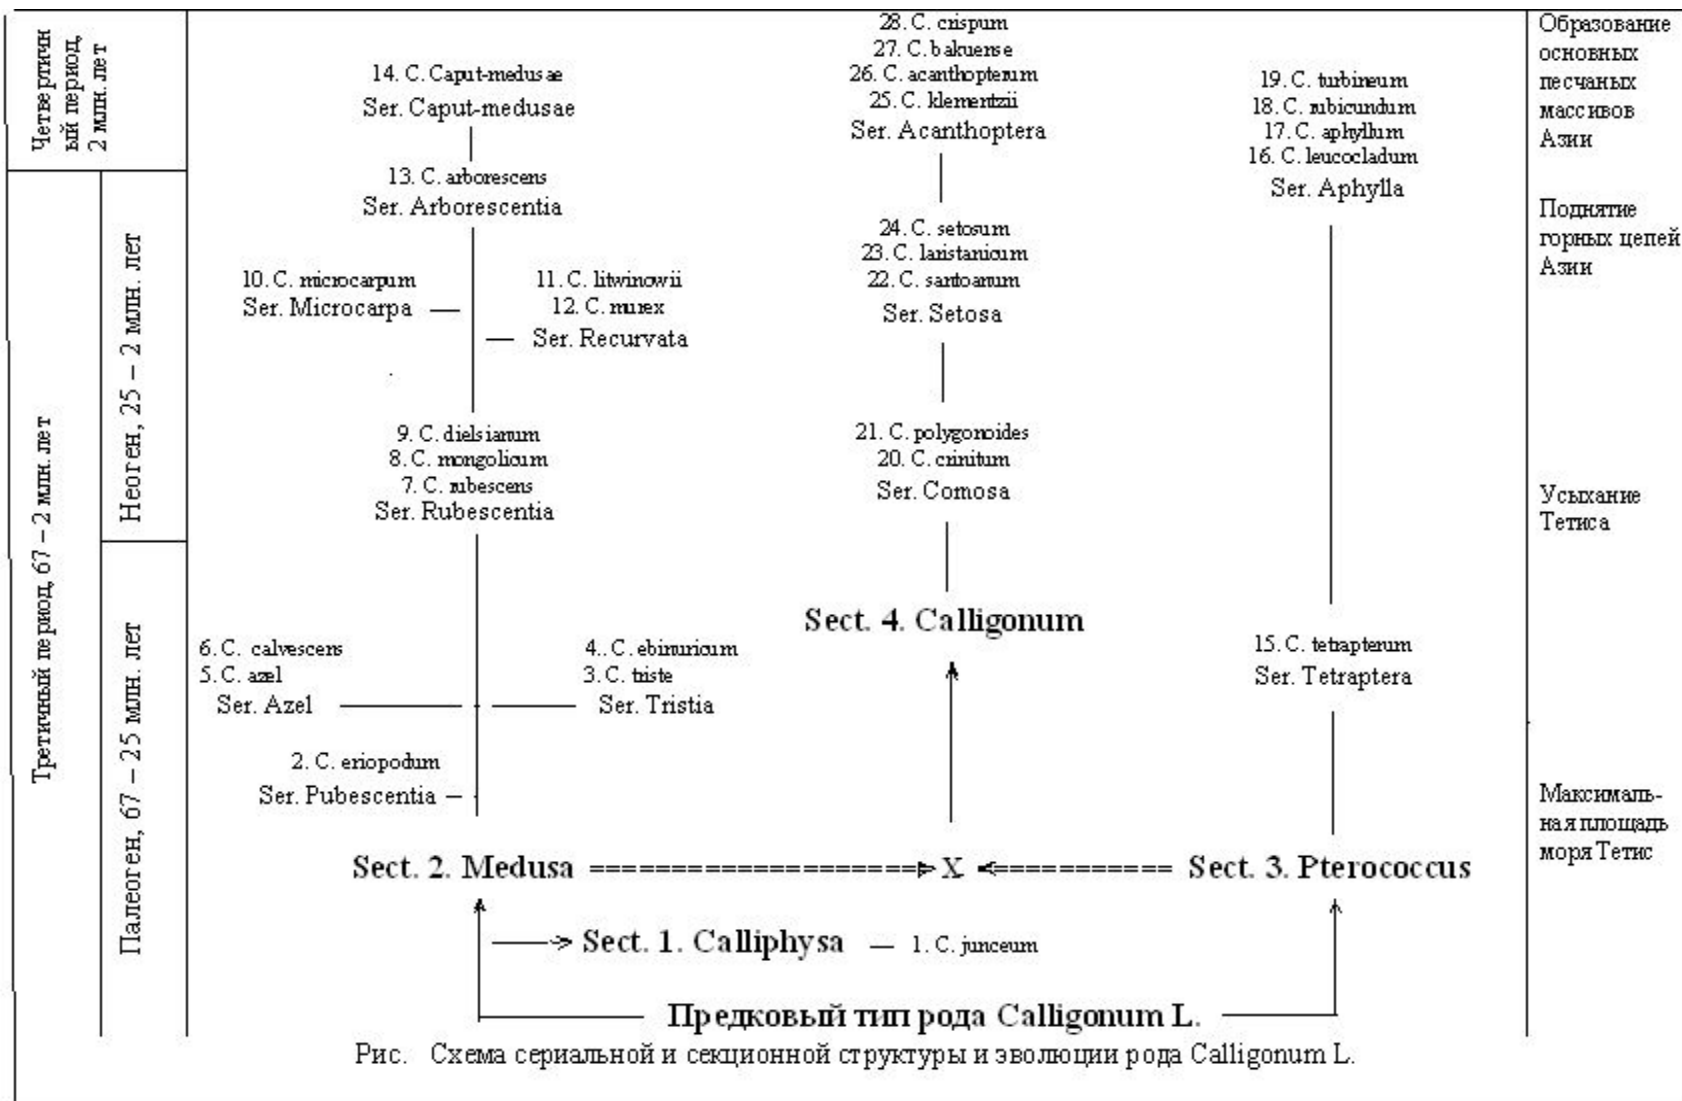 Четвертичн
ый период,
2 млн. лет
Третичный период, 67 – 2 млн. лет
Неоген, 25 – 2 млн. лет
Палеоген, 67 – 25 млн. лет
14. C. Caput-medusae
Ser. Caput-medusae
13. C. arborescens
Ser. Arborescentia
10. C. microcarpum
Ser. Microcarpa
11. C. litwinowii
12. C. murex
Ser. Recurvata
9. C. dielsianum
8. C. mongolicum
7. C. rubescens
Ser. Rubescentia
6. C. calvescens
5. C. azel
Ser. Azel
4.. C. ebinuricum
3. C. triste
Ser. Tristia
2. C. eriopodum
Ser. Pubescentia
28. C. crispum
27. C. bakuense
26. C. acanthopterum
25. C. klementzii
Ser. Acanthoptera
24. C. setosum
23. C. laristanicum
22. C. santoanum
Ser. Setosa
21. C. polygonoides
20. C. crinitum
Ser. Comosa
Sect. 4. Calligonum
19. C. turbineum
18. C. rubicundum
17. C. aphyllum
16. C. leucocladum
Ser. Aphylla
15. C. tetrapterum
Ser. Tetraptera
Sect. 2. Medusa ==================▷ X ◁========== Sect. 3. Pterococcus
Sect. 1. Calliphysa — 1. C. junceum
Предковый тип рода Calligonum L.
Образование
основных
песчаных
массивов
Азии
Поднятие
горных цепей
Азии
Усыхание
Тетиса
Максималь-
ная площадь
моря Тетис
Рис. Схема сериальной и секционной структуры и эволюции рода Calligonum L.